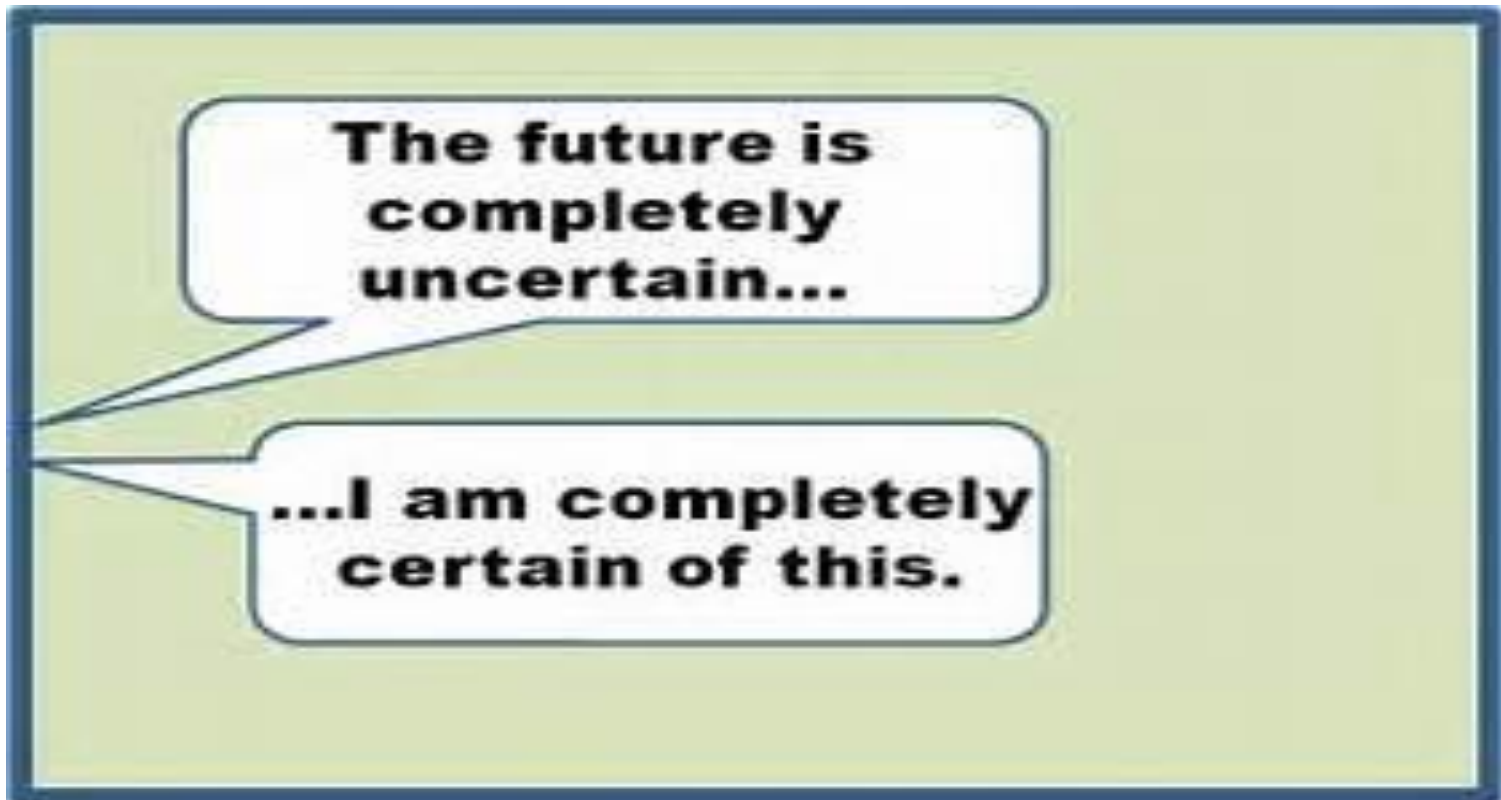 The future is
completely
uncertain...
...I am completely
certain of this.